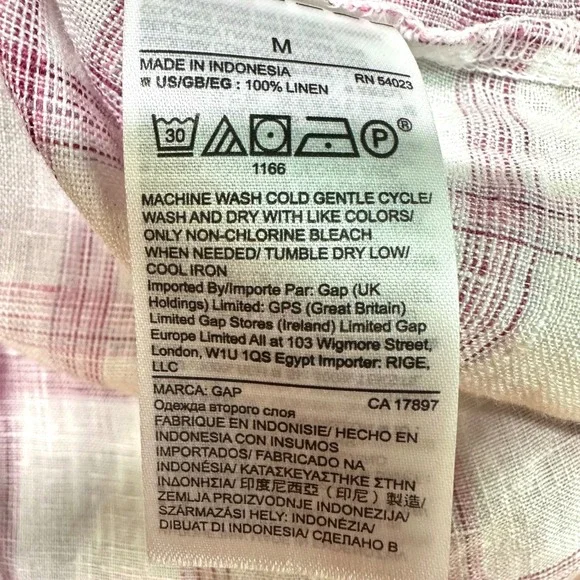 M
MADE IN INDONESIA RN 54023
US/GB/EG : 100% LINEN
30 P ®
1166
MACHINE WASH COLD GENTLE CYCLE/
WASH AND DRY WITH LIKE COLORS/
ONLY NON-CHLORINE BLEACH
WHEN NEEDED/ TUMBLE DRY LOW/
COOL IRON
Imported By/Importe Par: Gap (UK
Holdings) Limited: GPS (Great Britain)
Limited Gap Stores (Ireland) Limited Gap
Europe Limited All at 103 Wigmore Street,
London, W1U 1QS Egypt Importer: RIGE,
LLC
MARCA: GAP CA 17897
Одежда второго слоя
FABRIQUE EN INDONISIE/ HECHO EN
INDONESIA CON INSUMOS
IMPORTADOS/ FABRICADO NA
INDONÉSIA/ ΚΑΤΑΣΚΕΥΑΣΤΗΚΕ ΣΤΗΝ
ΙΝΔΟΝΗΣΙΑ/ 印度尼西亞（印尼）製造/
ZEMLJA PROIZVODNJE INDONEZIJA/
SZÁRMAZÁSI HELY: INDONÉZIA/
DIBUAT DI INDONESIA/ СДЕЛАНО В